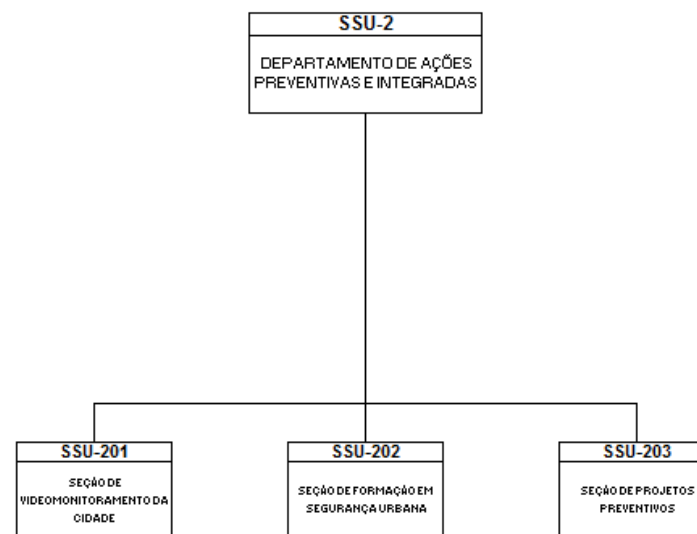 SSU-2
DEPARTAMENTO DE AÇÕES
PREVENTIVAS E INTEGRADAS
SSU-201
SEÇÃO DE
VIDEOMONITORAMENTO DA
CIDADE
SSU-202
SEÇÃO DE FORMAÇÃO EM
SEGURANÇA URBANA
SSU-203
SEÇÃO DE PROJETOS
PREVENTIVOS